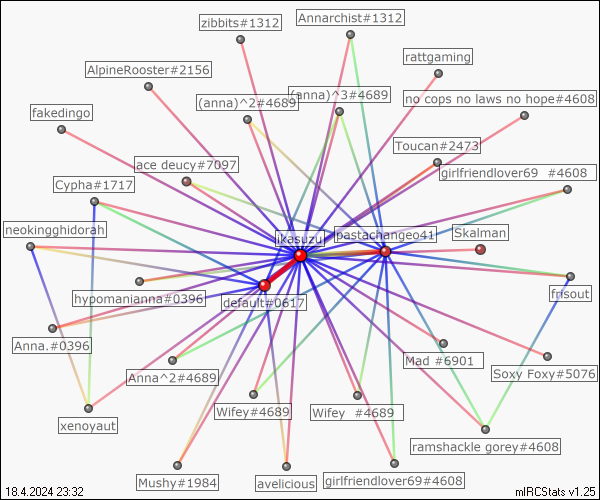 zibbits#1312
Annarchist#1312
rattgaming
AlpineRooster#2156
(anna)^2#4689
(anna)^3#4689
no cops no laws no hope#4608
fakedingo
Toucan#2473
ace deucy#7097
girlfriendlover69 #4608
Cypha#1717
neokingghidorah
ikasuzu
pastachangeo41
Skalman
hypomanianna#0396
default#0617
frisout
Anna.#0396
Anna^2#4689
Mad #6901
Soxy Foxy#5076
xenoyaut
Wifey#4689
Wifey #4689
ramshackle gorey#4608
Mushy#1984
avelicious
girlfriendlover69#4608
18.4.2024 23:32
mIRCStats v1.25